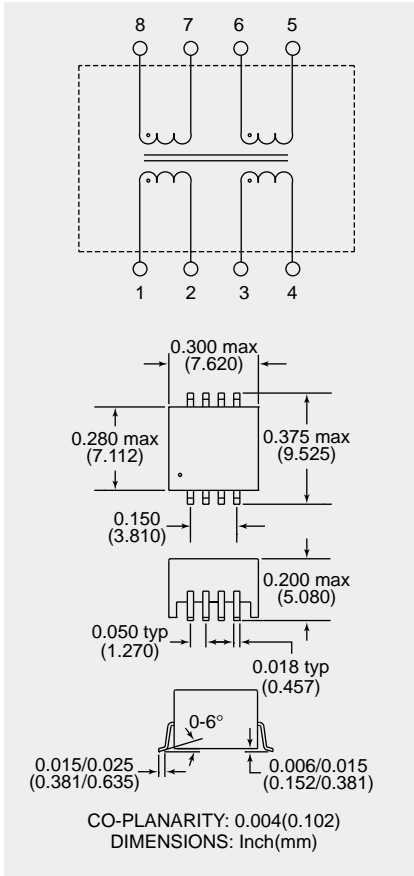 8 7 6 5
1 2 3 4
0.300 max
(7.620)
0.280 max
(7.112)
0.375 max
(9.525)
0.150
(3.810)
0.200 max
(5.080)
0.050 typ
(1.270)
0.018 typ
(0.457)
0-6°
0.015/0.025
(0.381/0.635)
0.006/0.015
(0.152/0.381)
CO-PLANARITY: 0.004(0.102)
DIMENSIONS: Inch(mm)